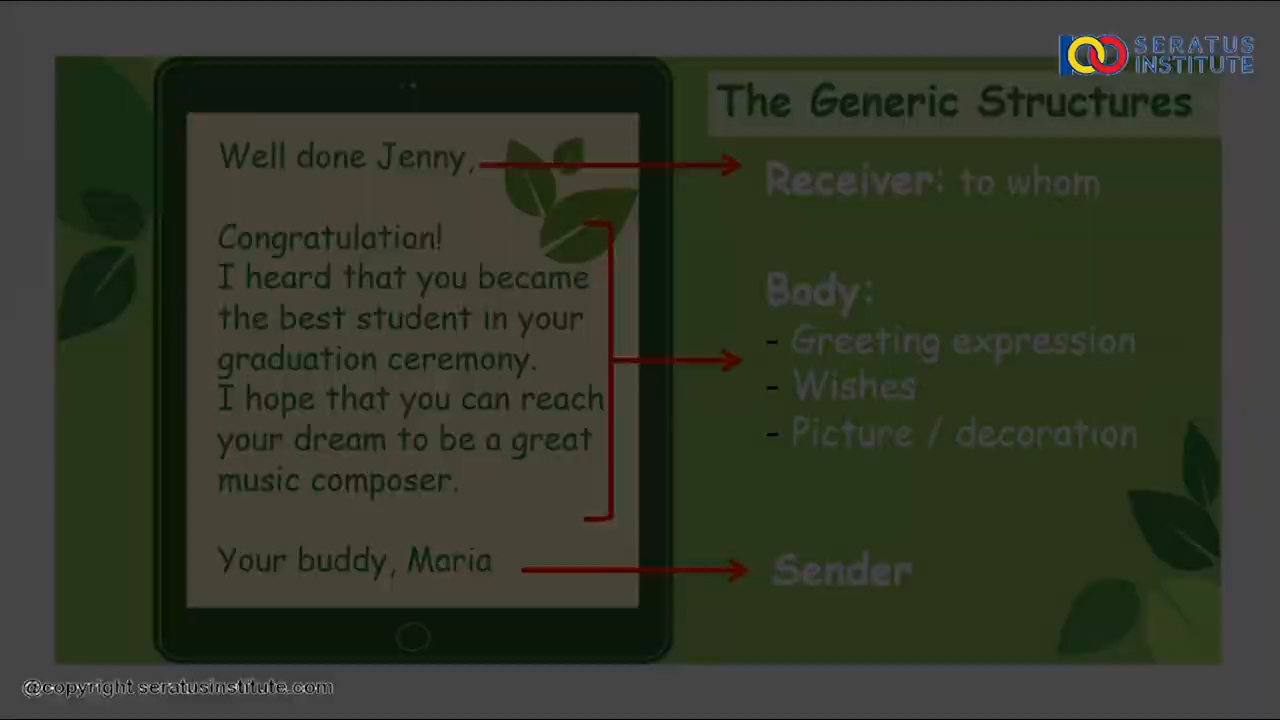 SERATUS
INSTITUTE
The Generic Structures
Well done Jenny,
Receiver: to whom
Congratulation!
I heard that you became
the best student in your
graduation ceremony.
I hope that you can reach
your dream to be a great
music composer.
Body:
- Greeting expression
- Wishes
- Picture / decoration
Your buddy, Maria
Sender
@copyright seratusinstitute.com